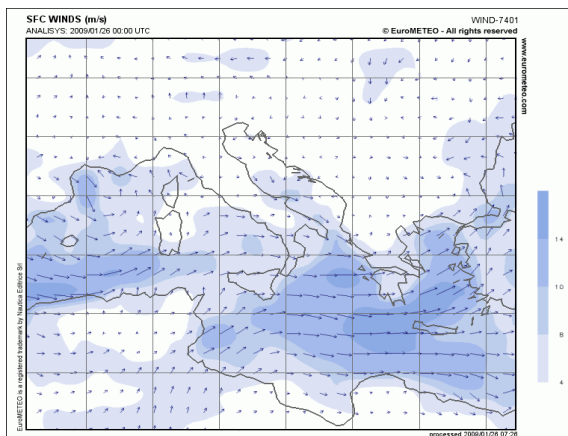 SFC WINDS (m/s)
WIND-7401
ANALISYS: 2009/01/26 00:00 UTC
© EuroMETEO - All rights reserved
www.eurometeo.com
EuroMETEO is a registered trademark by Nautica Editrice Srl
14
10
4
processed 2009/01/26 07:26